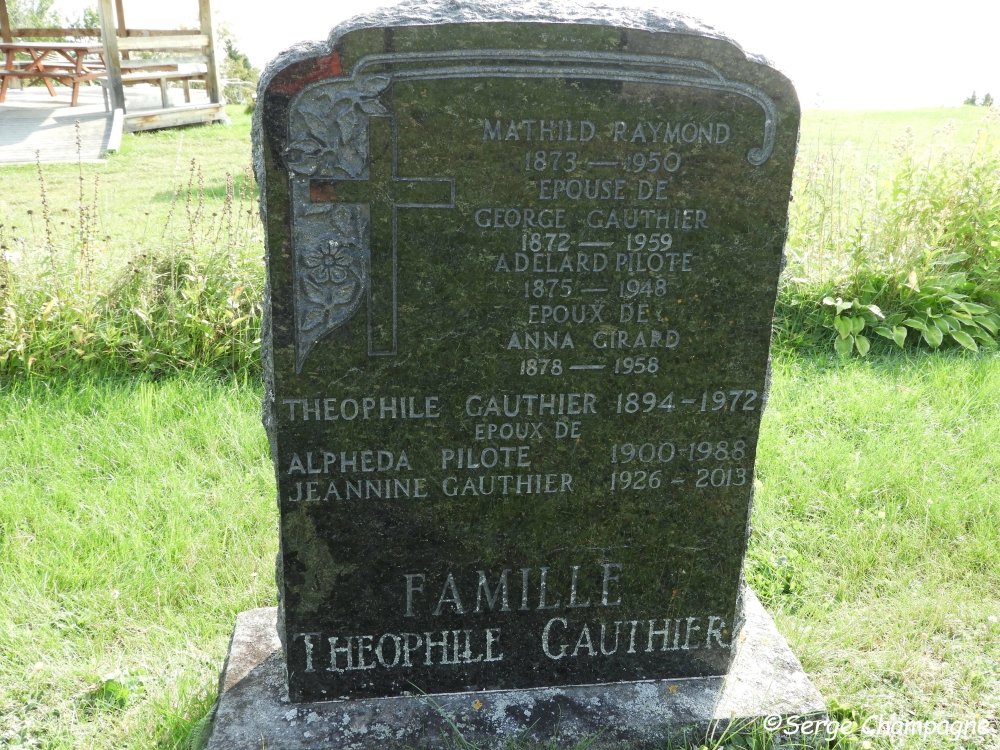 MATHILD RAYMOND
1873 — 1950
EPOUSE DE
GEORGE GAUTHIER
1872 — 1959
ADELARD PILOTE
1875 — 1948
EPOUX DE
ANNA GIRARD
1878 — 1958
THEOPHILE GAUTHIER 1894 - 1972
EPOUX DE
ALPHEDA PILOTE 1900 - 1988
JEANNINE GAUTHIER 1926 - 2013
FAMILLE
THEOPHILE GAUTHIER
©Serge Champagne